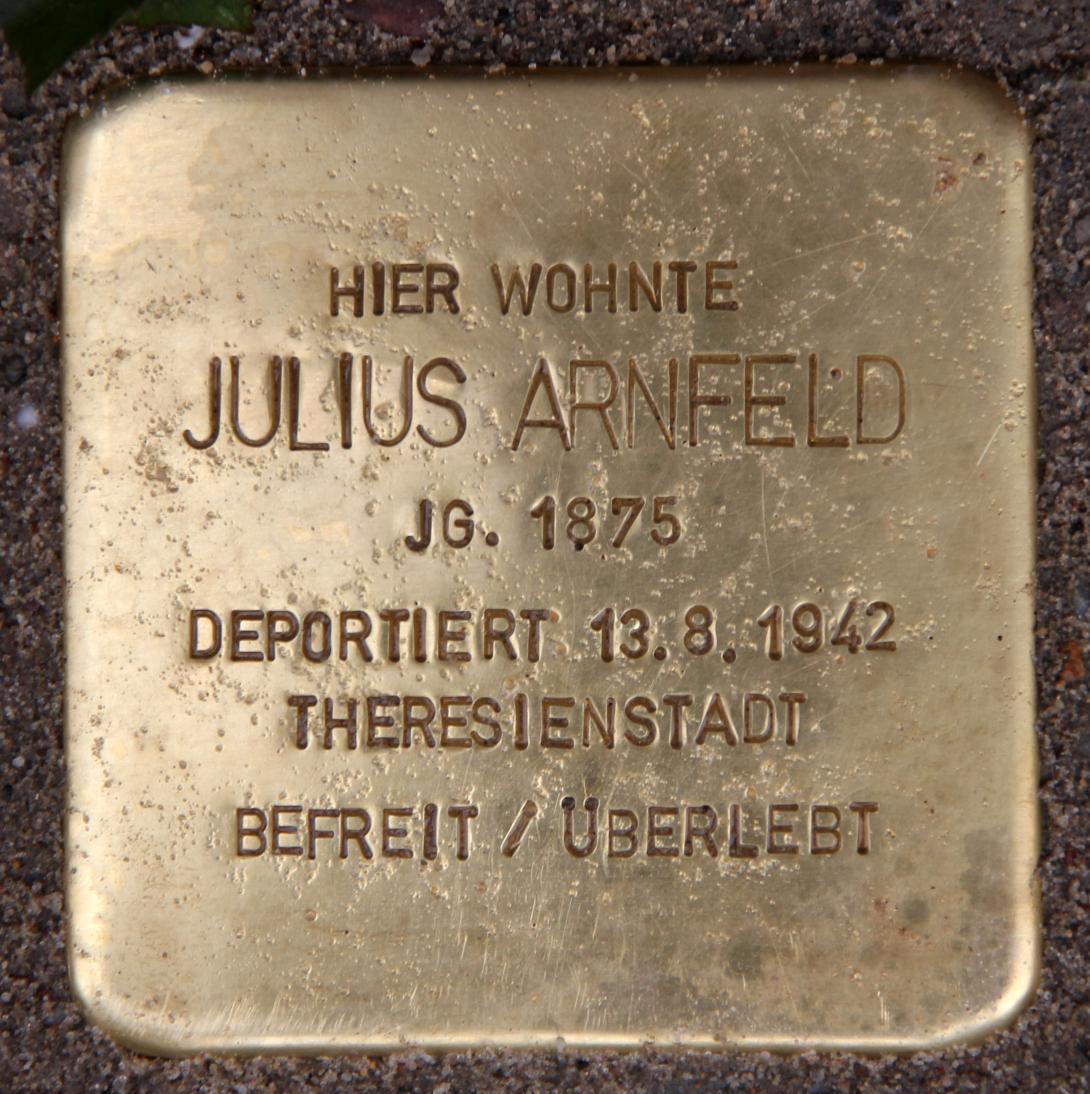 HIER WOHNTE
JULIUS ARNFELD
JG. 1875
DEPORTIERT 13.8.1942
THERESIENSTADT
BEFREIT / ÜBERLEBT